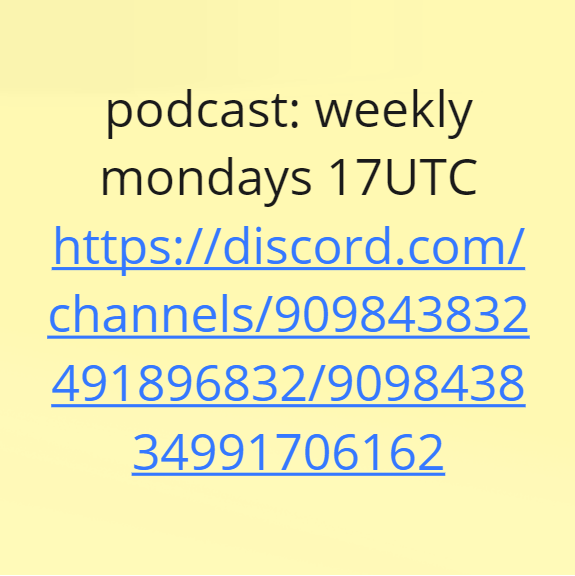 podcast: weekly
mondays 17UTC
https://discord.com/
channels/909843832
491896832/9098438
34991706162